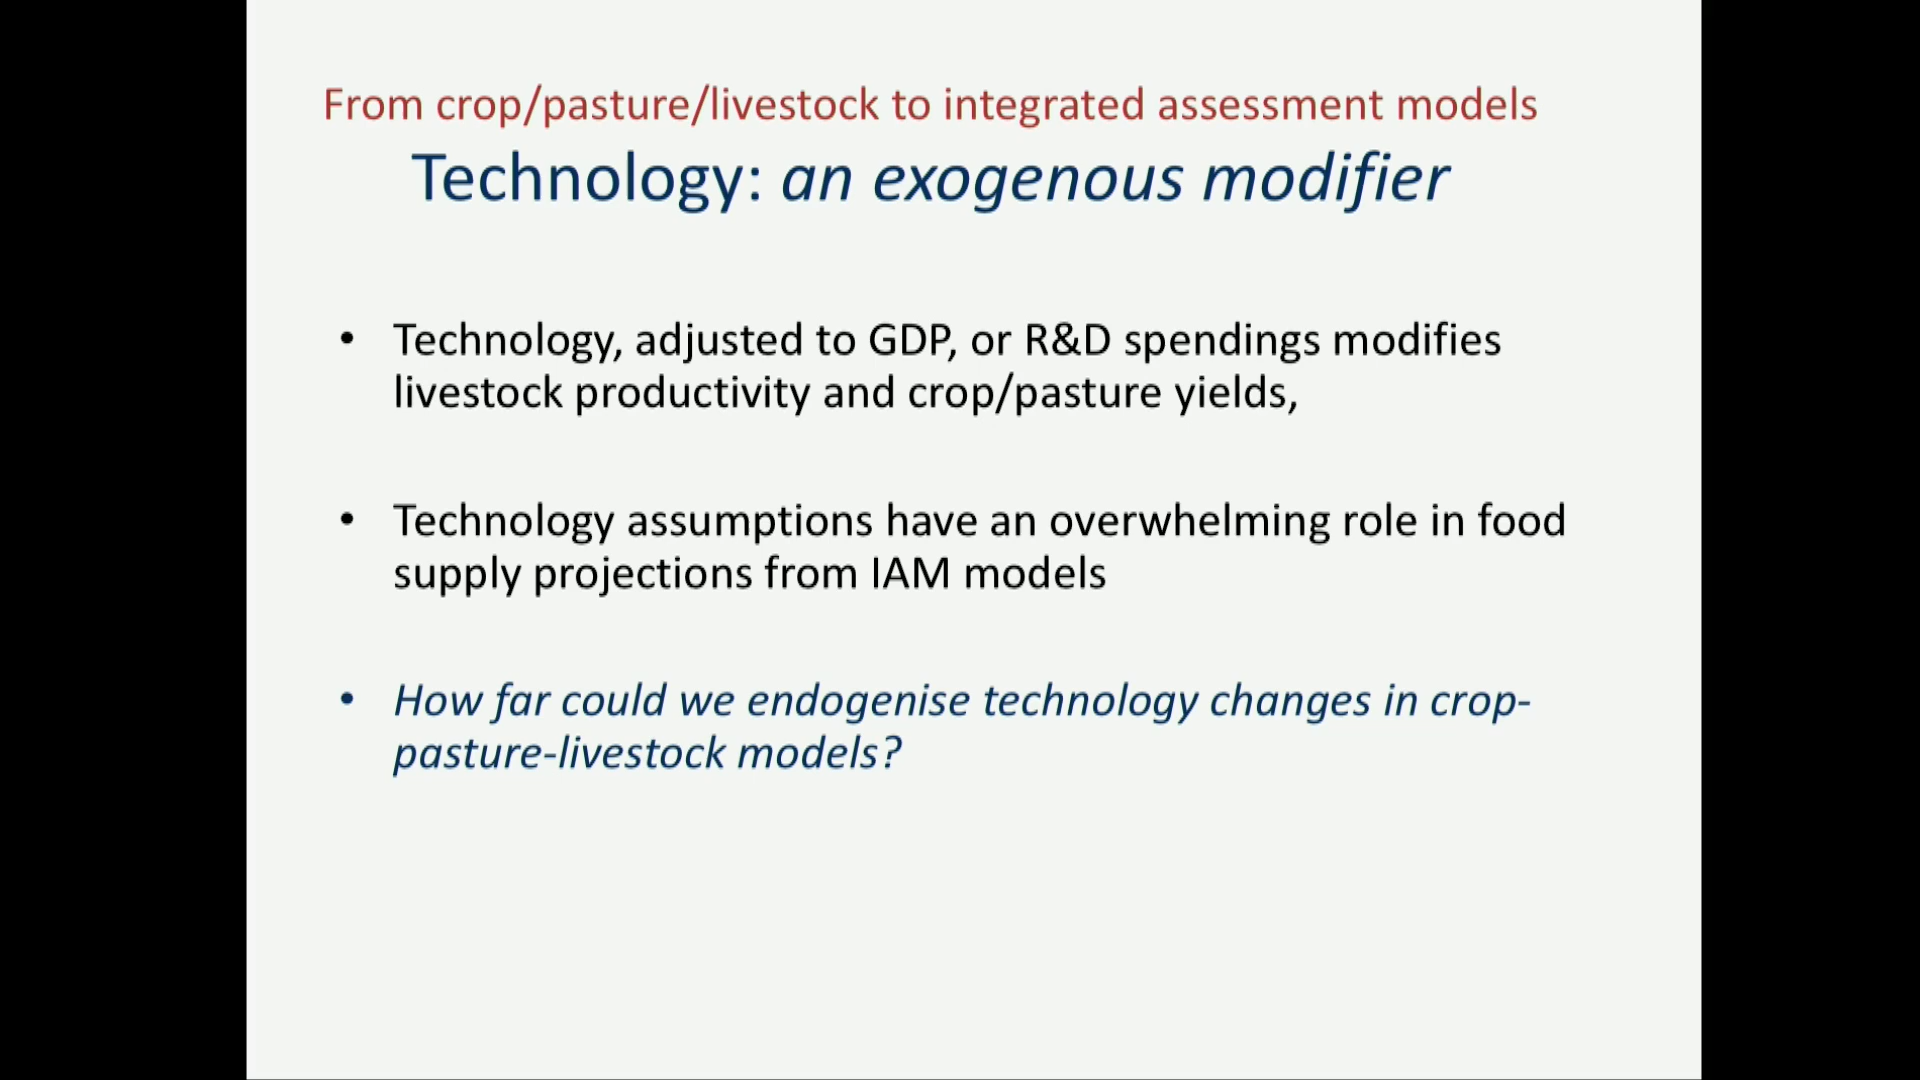 From crop/pasture/livestock to integrated assessment models
Technology: an exogenous modifier
• Technology, adjusted to GDP, or R&D spendings modifies
livestock productivity and crop/pasture yields,
• Technology assumptions have an overwhelming role in food
supply projections from IAM models
• How far could we endogenise technology changes in crop-
pasture-livestock models?